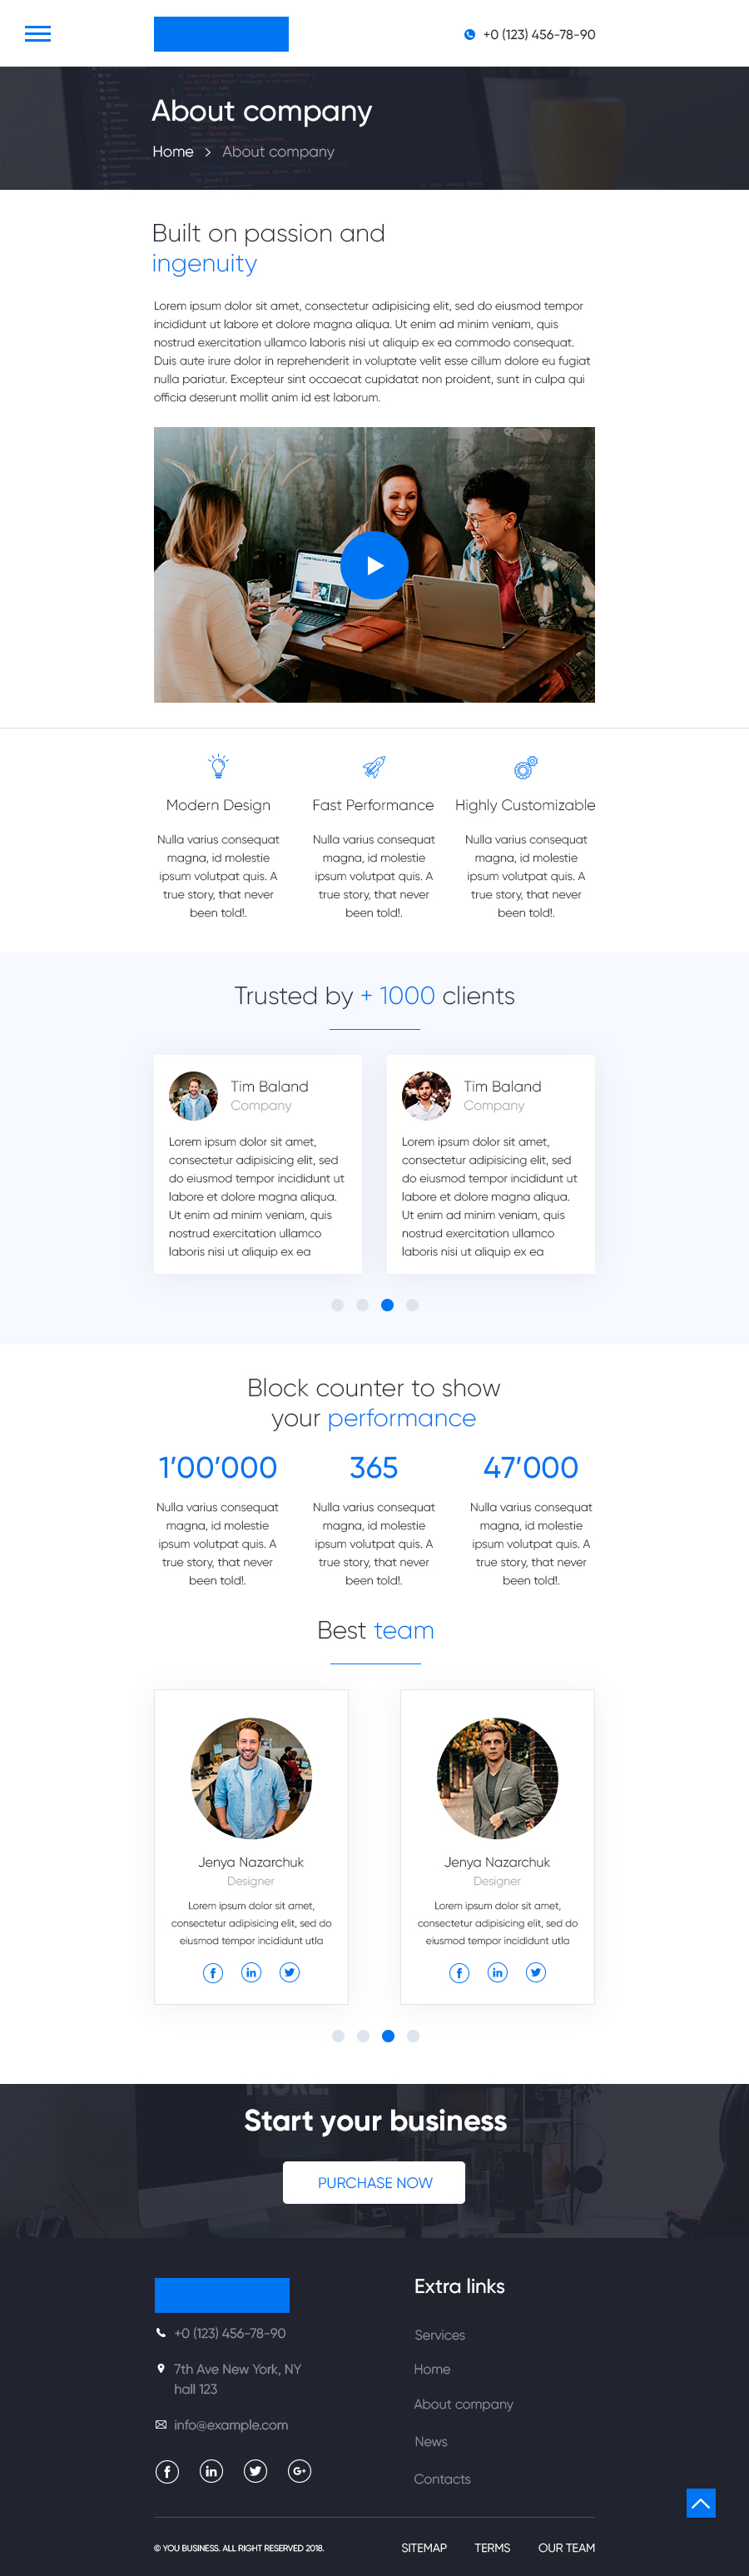 +0 (123) 456-78-90
About company
Home > About company
Built on passion and
ingenuity
Lorem ipsum dolor sit amet, consectetur adipisicing elit, sed do eiusmod tempor
incididunt ut labore et dolore magna aliqua. Ut enim ad minim veniam, quis
nostrud exercitation ullamco laboris nisi ut aliquip ex ea commodo consequat.
Duis aute irure dolor in reprehenderit in voluptate velit esse cillum dolore eu fugiat
nulla pariatur. Excepteur sint occaecat cupidatat non proident, sunt in culpa qui
officia deserunt mollit anim id est laborum.
Modern Design
Nulla varius consequat
magna, id molestie
ipsum volutpat quis. A
true story, that never
been told!.
Fast Performance
Nulla varius consequat
magna, id molestie
ipsum volutpat quis. A
true story, that never
been told!.
Highly Customizable
Nulla varius consequat
magna, id molestie
ipsum volutpat quis. A
true story, that never
been told!.
Trusted by + 1000 clients
Tim Baland
Company
Lorem ipsum dolor sit amet,
consectetur adipisicing elit, sed
do eiusmod tempor incididunt ut
labore et dolore magna aliqua.
Ut enim ad minim veniam, quis
nostrud exercitation ullamco
laboris nisi ut aliquip ex ea
Tim Baland
Company
Lorem ipsum dolor sit amet,
consectetur adipisicing elit, sed
do eiusmod tempor incididunt ut
labore et dolore magna aliqua.
Ut enim ad minim veniam, quis
nostrud exercitation ullamco
laboris nisi ut aliquip ex ea
Block counter to show
your performance
1'00'000
Nulla varius consequat
magna, id molestie
ipsum volutpat quis. A
true story, that never
been told!.
365
Nulla varius consequat
magna, id molestie
ipsum volutpat quis. A
true story, that never
been told!.
47'000
Nulla varius consequat
magna, id molestie
ipsum volutpat quis. A
true story, that never
been told!.
Best team
Jenya Nazarchuk
Designer
Lorem ipsum dolor sit amet,
consectetur adipisicing elit, sed do
eiusmod tempor incididunt utla
Jenya Nazarchuk
Designer
Lorem ipsum dolor sit amet,
consectetur adipisicing elit, sed do
eiusmod tempor incididunt utla
MORE.
Start your business
PURCHASE NOW
+0 (123) 456-78-90
7th Ave New York, NY
hall 123
info@example.com
Extra links
Services
Home
About company
News
Contacts
© YOU BUSINESS. ALL RIGHT RESERVED 2018.
SITEMAP TERMS OUR TEAM